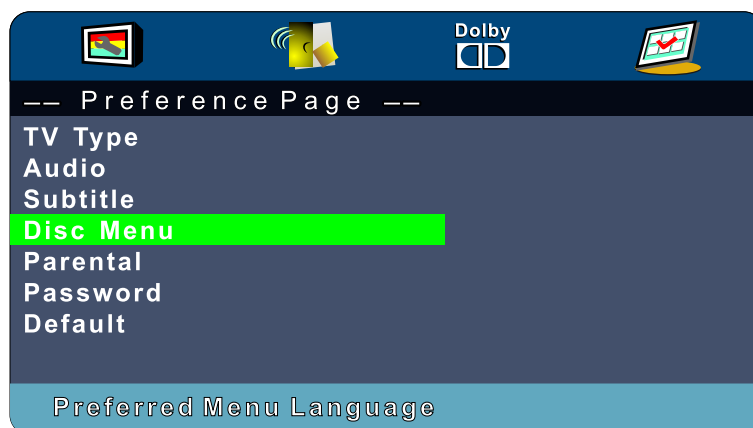 Dolby
-- Preference Page --
TV Type
Audio
Subtitle
Disc Menu
Parental
Password
Default
Preferred Menu Language